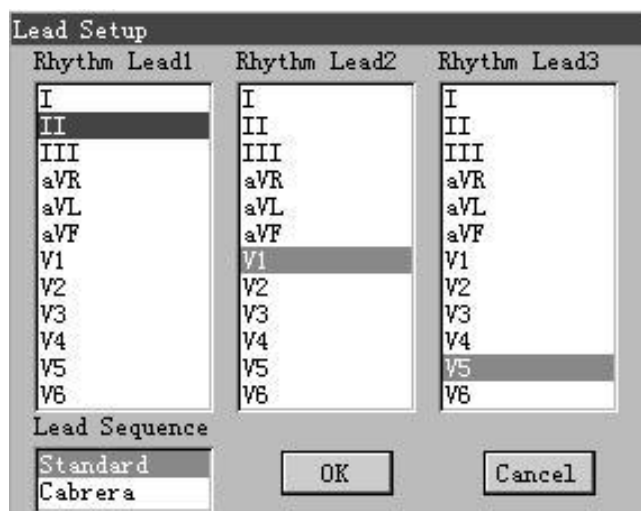 Lead Setup
Rhythm Lead1
I
II
III
aVR
aVL
aVF
V1
V2
V3
V4
V5
V6
Rhythm Lead2
I
II
III
aVR
aVL
aVF
V1
V2
V3
V4
V5
V6
Rhythm Lead3
I
II
III
aVR
aVL
aVF
V1
V2
V3
V4
V5
V6
Lead Sequence
Standard
Cabrera
OK
Cancel